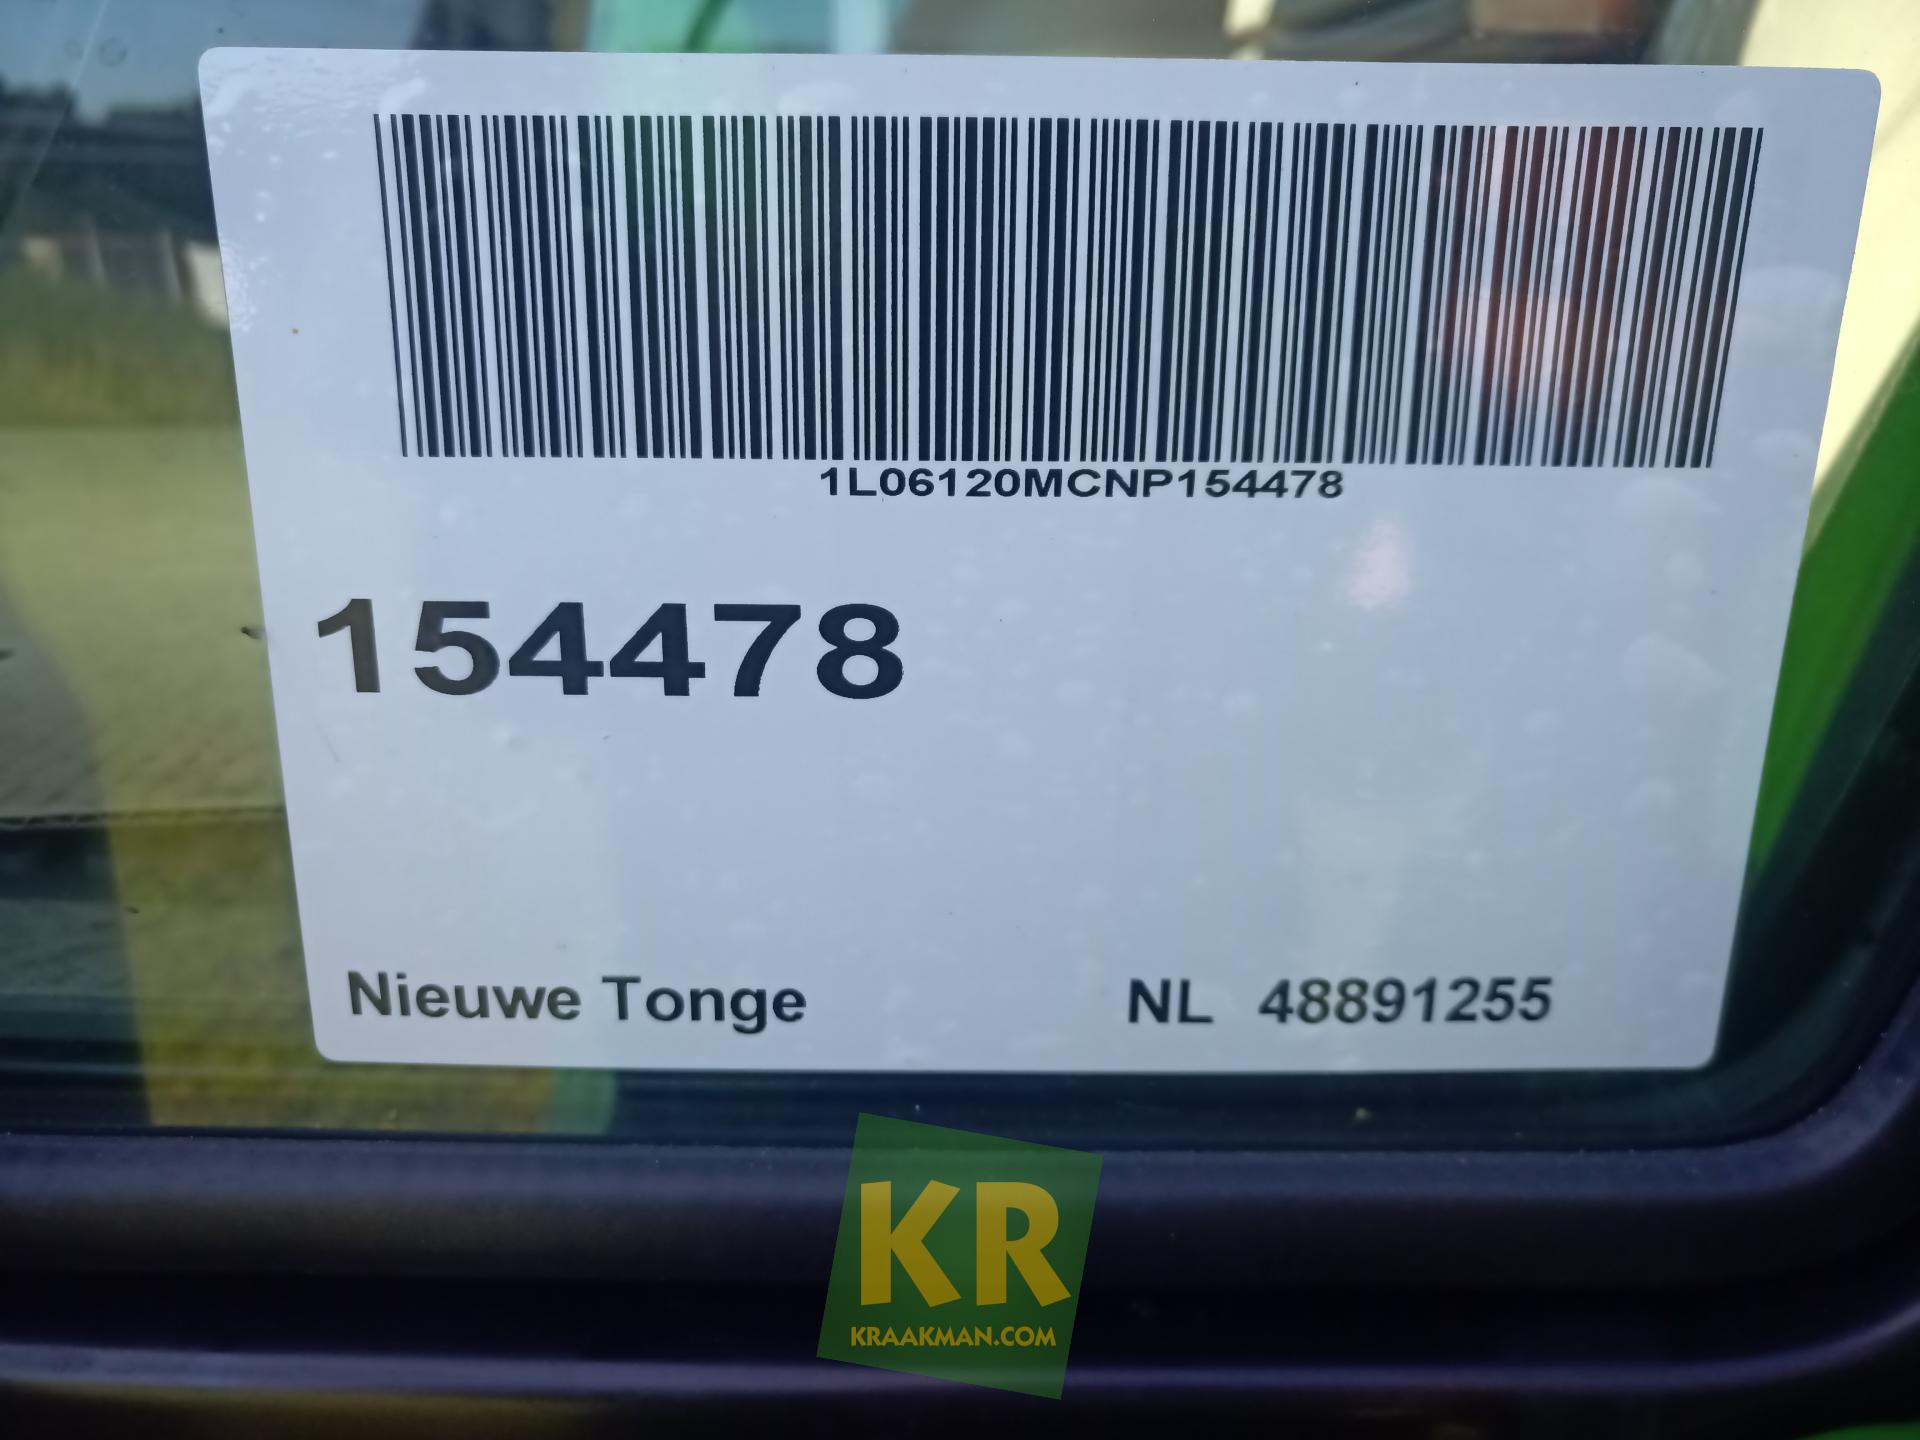 1L06120MCNP154478
154478
Nieuwe Tonge NL 48891255
KR
KRAAKMAN.COM